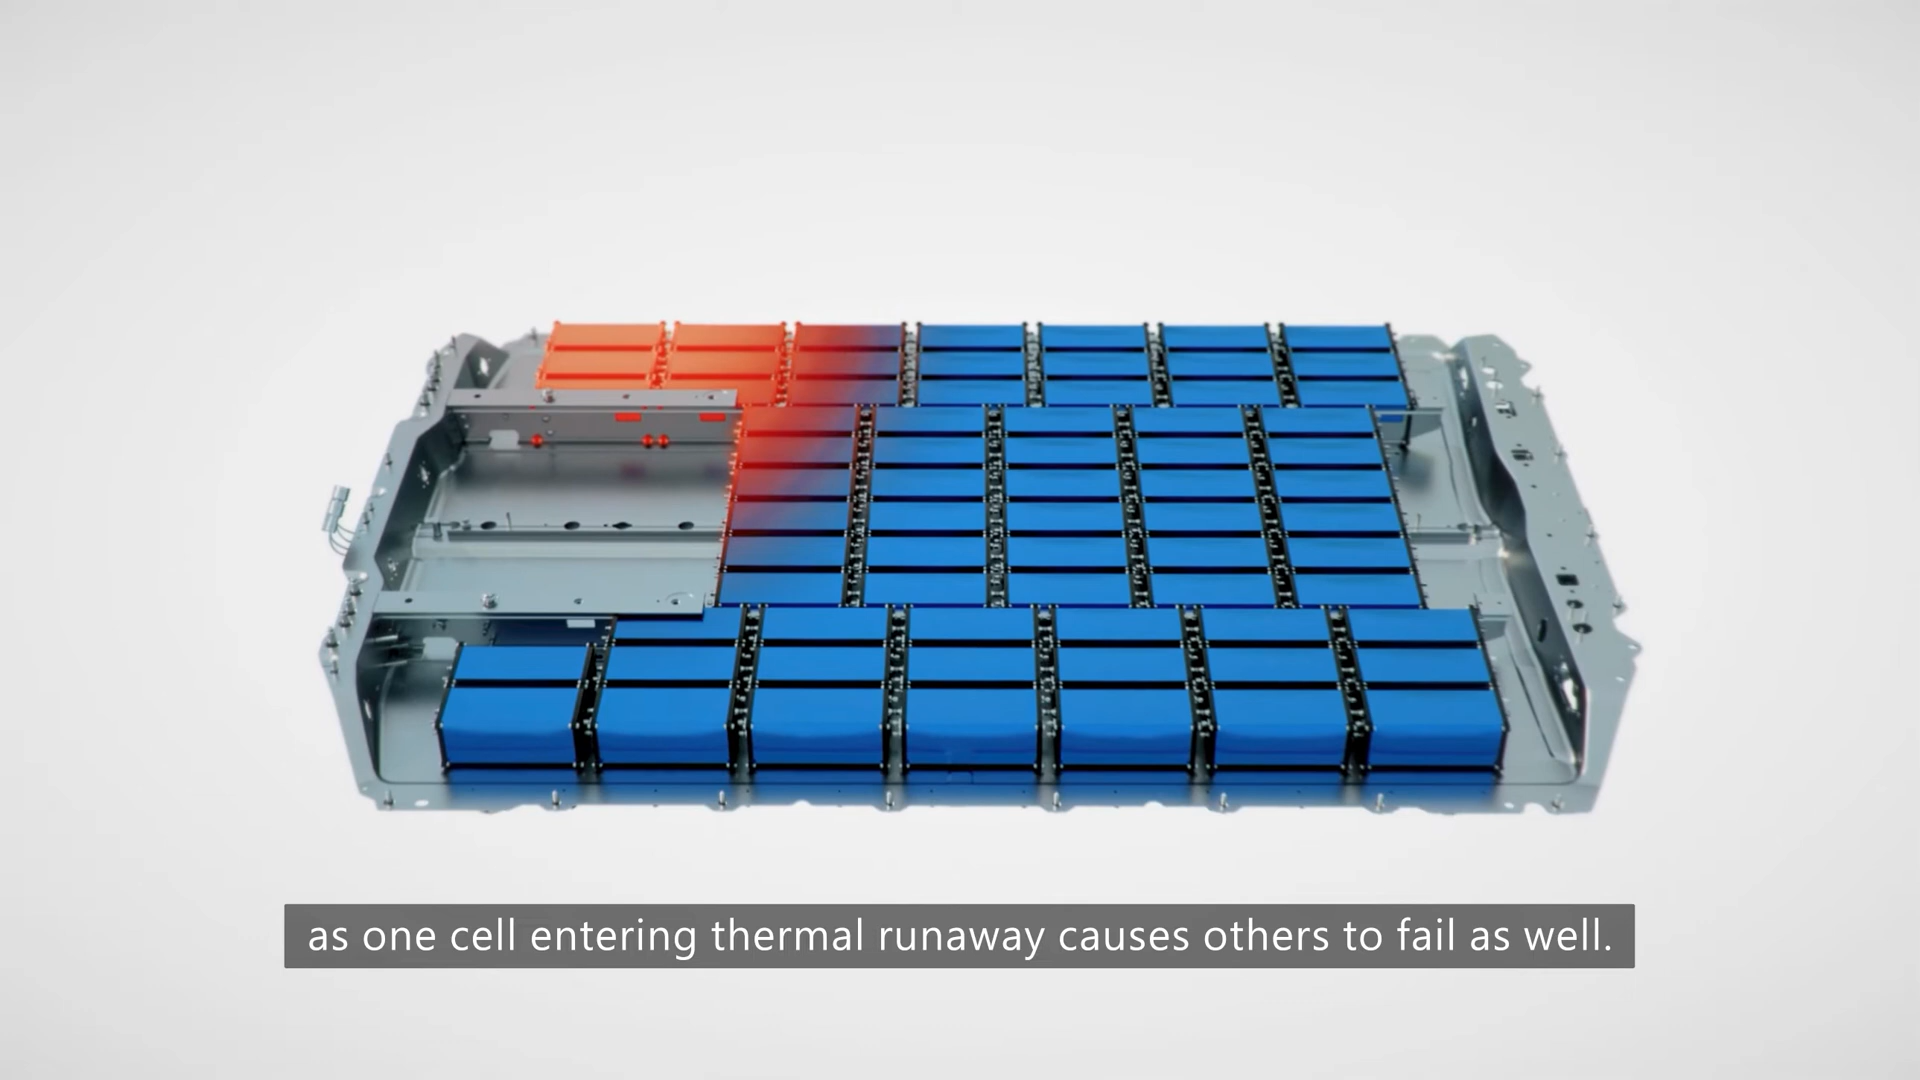 as one cell entering thermal runaway causes others to fail as well.